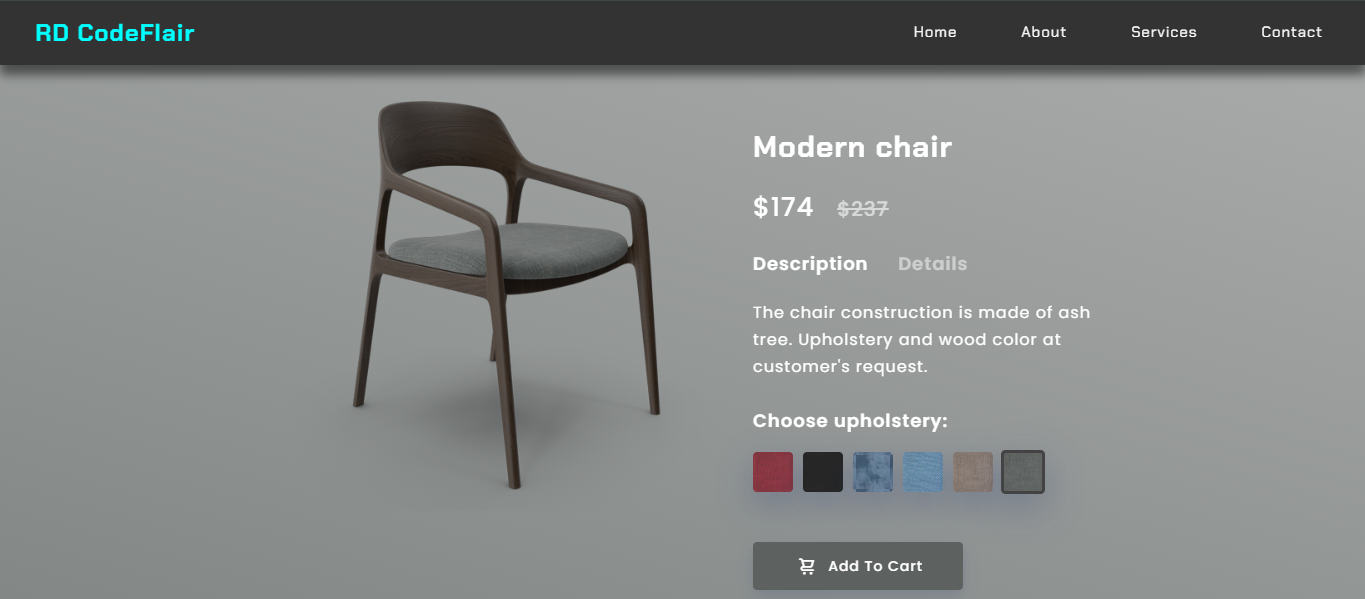 RD CodeFlair
Home About Services Contact
Modern chair
$174 $237
Description Details
The chair construction is made of ash
tree. Upholstery and wood color at
customer's request.
Choose upholstery:
Add To Cart